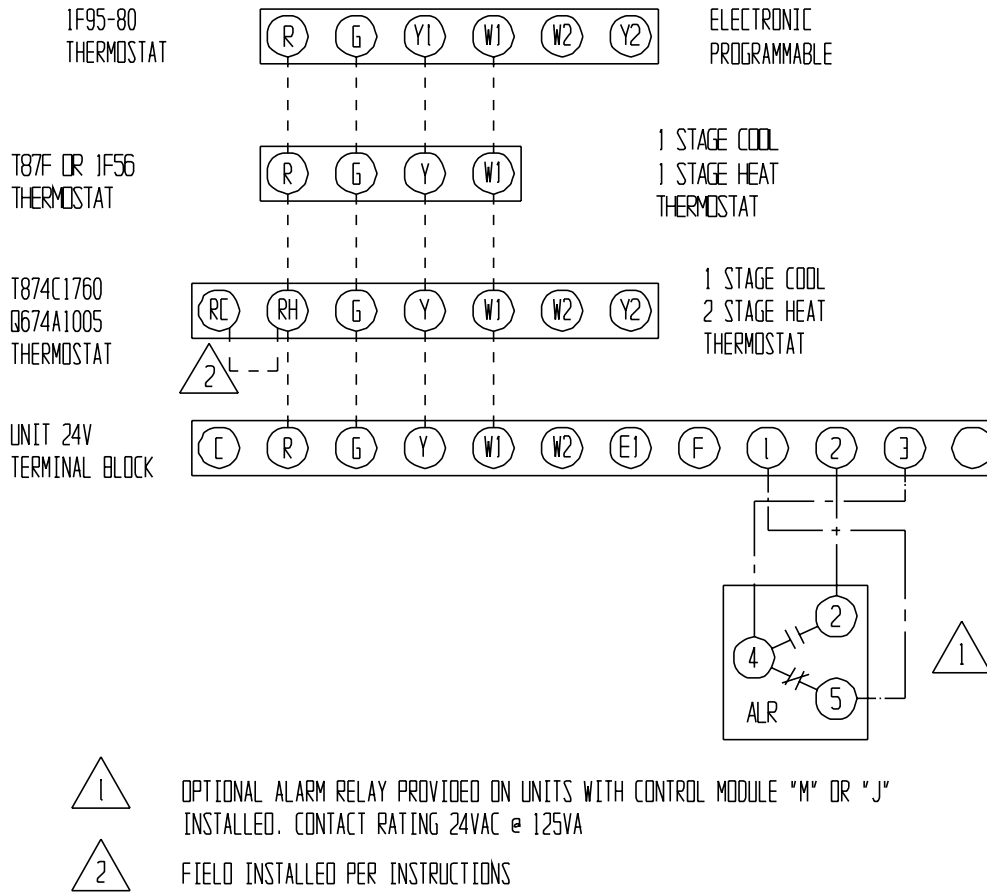 1F95-80
THERMOSTAT
R G Y1 W1 W2 Y2
ELECTRONIC
PROGRAMMABLE
T87F OR 1F56
THERMOSTAT
R G Y W1
1 STAGE COOL
1 STAGE HEAT
THERMOSTAT
T874C1760
Q674A1005
THERMOSTAT
RC RH G Y W1 W2 Y2
1 STAGE COOL
2 STAGE HEAT
THERMOSTAT
2
UNIT 24V
TERMINAL BLOCK
C R G Y W1 W2 E1 F 1 2 3
2
4
5
ALR
1
1 OPTIONAL ALARM RELAY PROVIDED ON UNITS WITH CONTROL MODULE "M" OR "J"
INSTALLED. CONTACT RATING 24VAC @ 125VA
2 FIELD INSTALLED PER INSTRUCTIONS